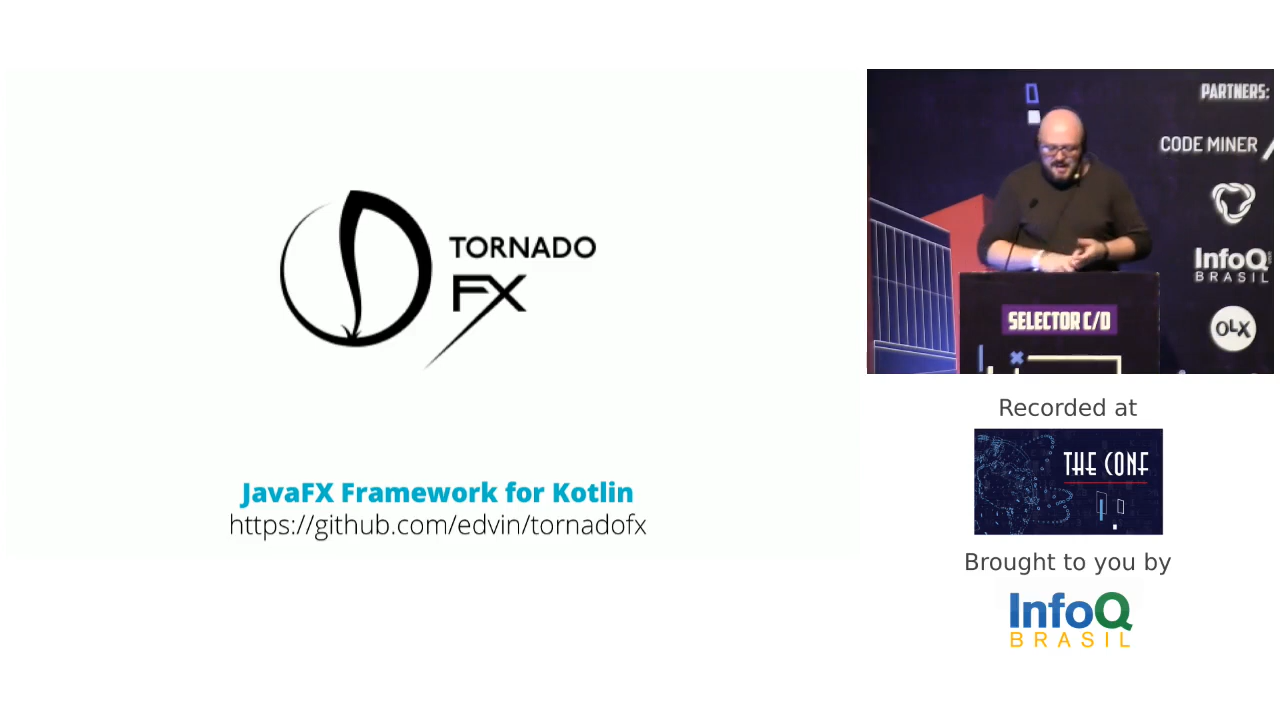 TORNADO
FX
JavaFX Framework for Kotlin
https://github.com/edvin/tornadofx
PARTNERS:
CODE MINER
InfoQ
BRASIL
OLX
SELECTOR C/D
Recorded at
THE CONF
Brought to you by
InfoQ
BRASIL